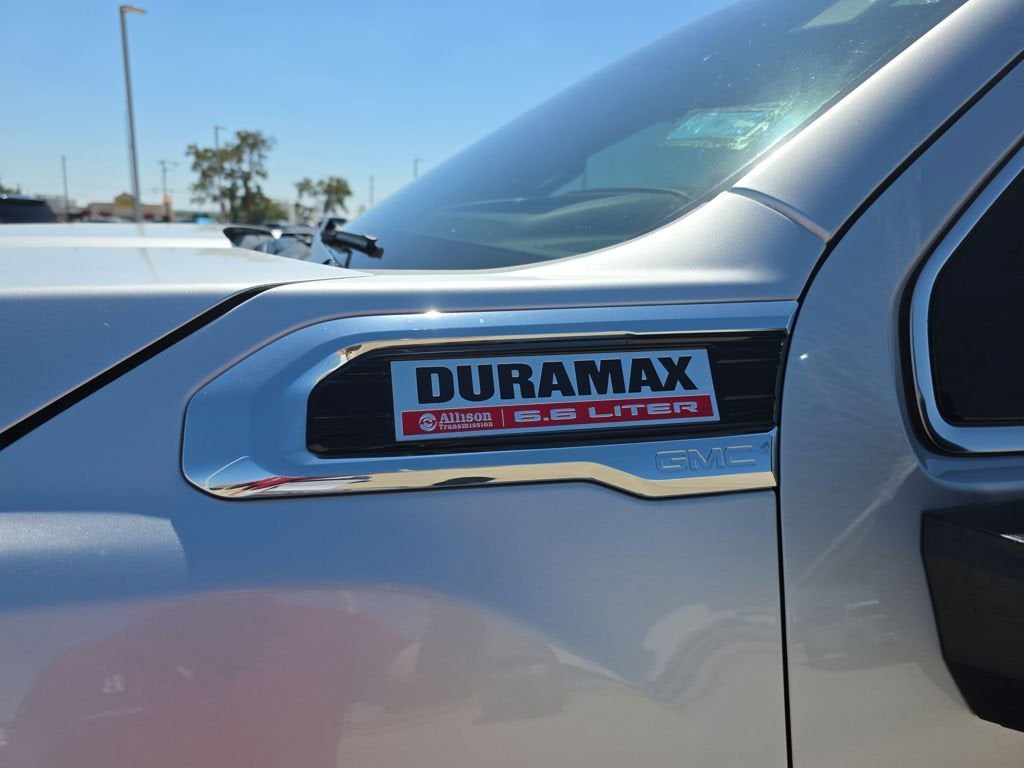 DURAMAX
Allison Transmission 6.6 LITER
GMC